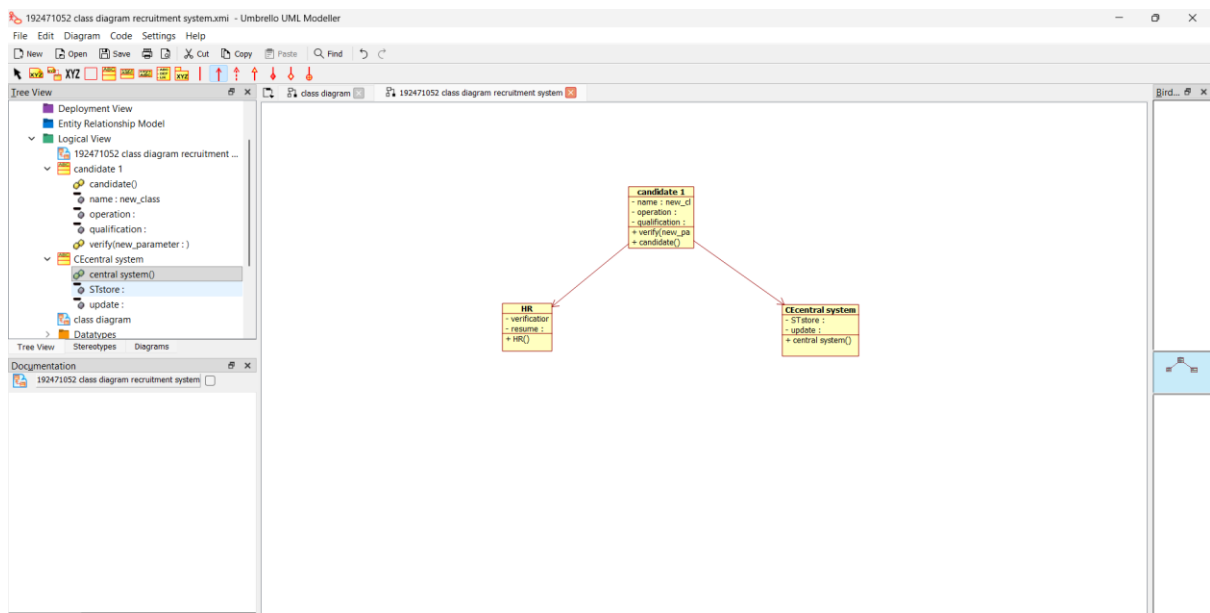 192471052 class diagram recruitment system.xmi - Umbrello UML Modeller
File Edit Diagram Code Settings Help
New Open Save Cut Copy Paste Find
XYZ
Tree View
class diagram
192471052 class diagram recruitment system
Bird...
Deployment View
Entity Relationship Model
Logical View
192471052 class diagram recruitment ...
candidate 1
candidate()
name : new_class
operation :
qualification :
verify(new_parameter : )
CEcentral system
central system()
STstore :
update :
class diagram
Datatypes
Tree View Stereotypes Diagrams
Documentation
192471052 class diagram recruitment system
candidate 1
- name : new_cl
- operation :
- qualification :
+ verify(new_pa
+ candidate()
HR
- verification
- resume :
+ HR()
CEcentral system
- STstore :
- update :
+ central system()